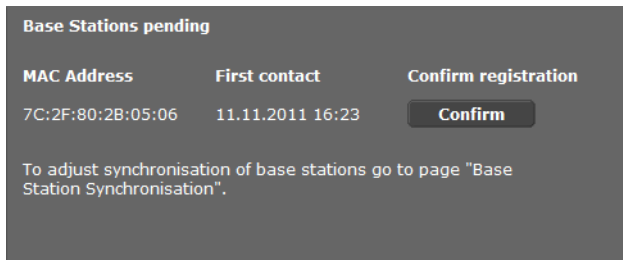 Base Stations pending
MAC Address First contact Confirm registration
7C:2F:80:2B:05:06 11.11.2011 16:23 Confirm
To adjust synchronisation of base stations go to page "Base
Station Synchronisation".